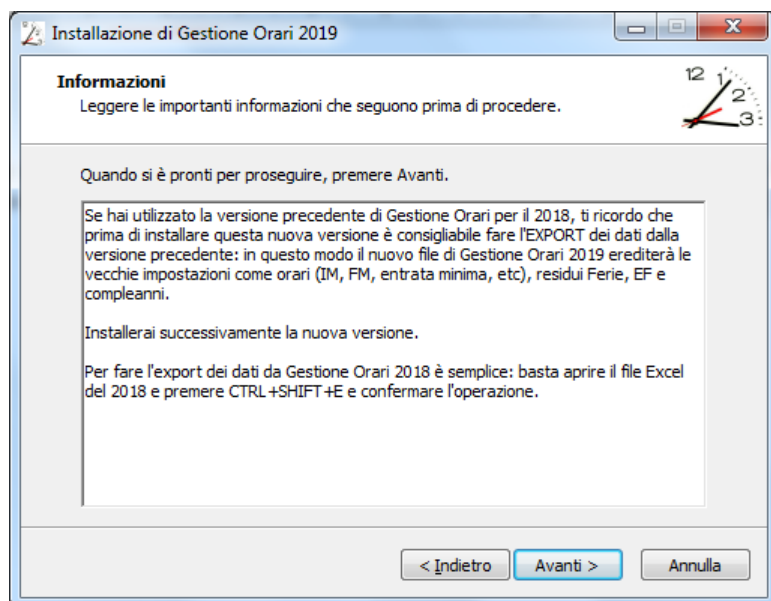 Installazione di Gestione Orari 2019
Informazioni
Leggere le importanti informazioni che seguono prima di procedere.
12
1
2
3
Quando si è pronti per proseguire, premere Avanti.
Se hai utilizzato la versione precedente di Gestione Orari per il 2018, ti ricordo che
prima di installare questa nuova versione è consigliabile fare l'EXPORT dei dati dalla
versione precedente: in questo modo il nuovo file di Gestione Orari 2019 erediterà le
vecchie impostazioni come orari (IM, FM, entrata minima, etc), residui Ferie, EF e
compleanni.
Installerai successivamente la nuova versione.
Per fare l'export dei dati da Gestione Orari 2018 è semplice: basta aprire il file Excel
del 2018 e premere CTRL+SHIFT+E e confermare l'operazione.
< Indietro
Avanti >
Annulla